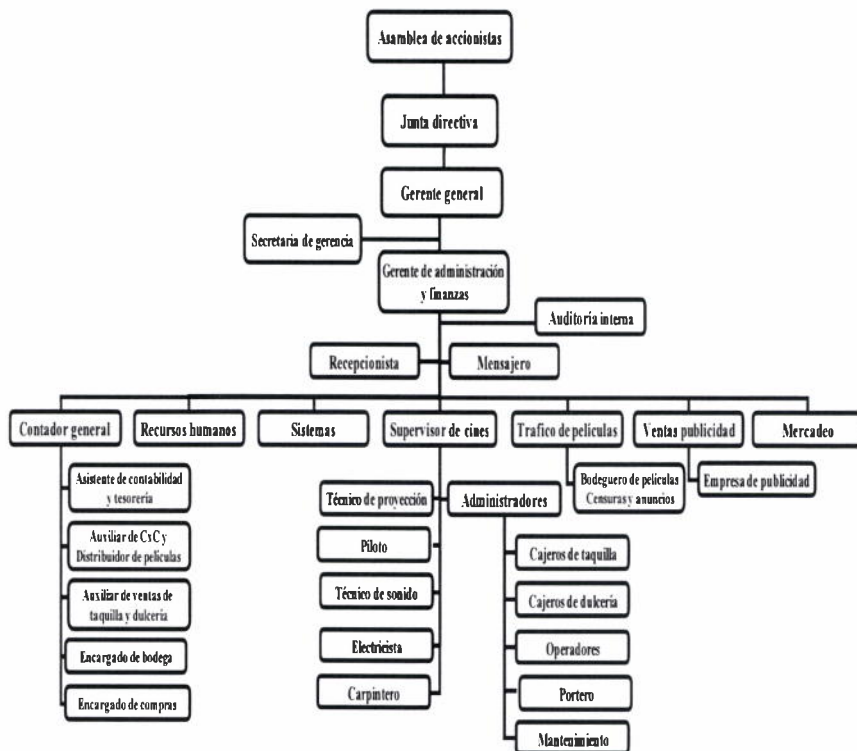 Asamblea de accionistas
Junta directiva
Gerente general
Secretaria de gerencia
Gerente de administración
y finanzas
Auditoría interna
Recepcionista
Mensajero
Contador general
Recursos humanos
Sistemas
Supervisor de cines
Trafico de películas
Ventas publicidad
Mercadeo
Asistente de contabilidad
y tesorería
Auxiliar de CxC y
Distribuidor de películas
Auxiliar de ventas de
taquilla y dulcería
Encargado de bodega
Encargado de compras
Técnico de proyección
Piloto
Técnico de sonido
Electricista
Carpintero
Administradores
Cajeros de taquilla
Cajeros de dulcería
Operadores
Portero
Mantenimiento
Bodeguero de películas
Censuras y anuncios
Empresa de publicidad